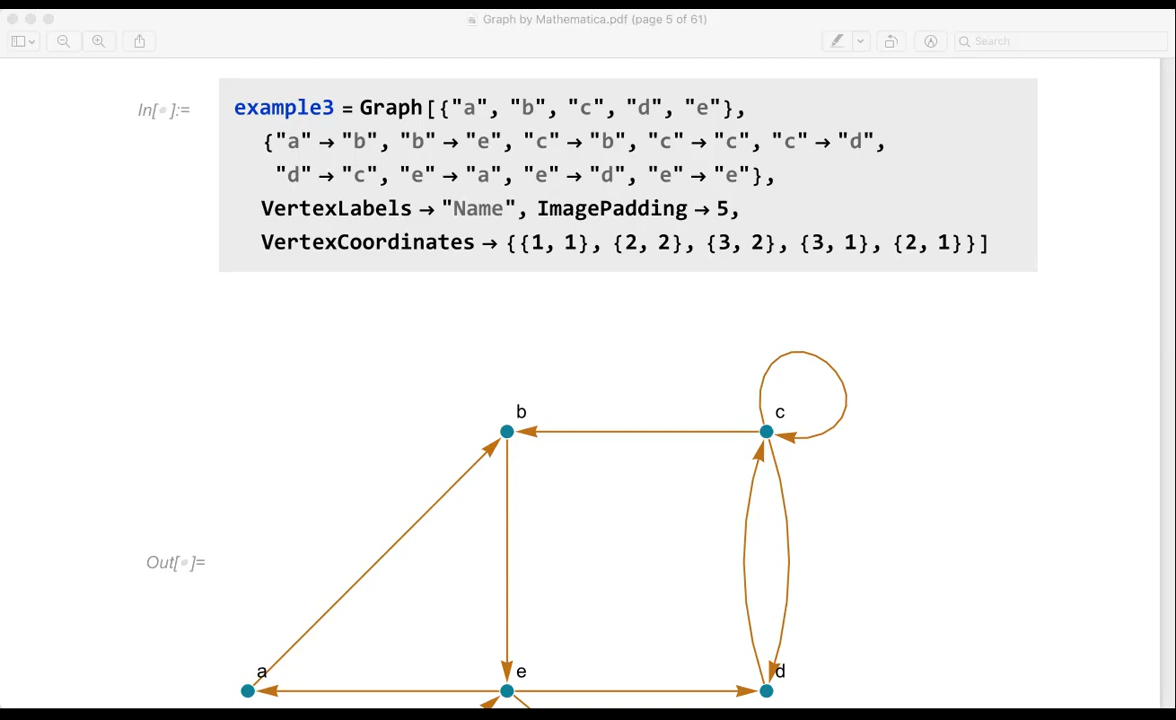 Graph by Mathematica.pdf (page 5 of 61)
Search
In[ ]:= example3 = Graph[{"a", "b", "c", "d", "e"},
{"a" → "b", "b" → "e", "c" → "b", "c" → "c", "c" → "d",
"d" → "c", "e" → "a", "e" → "d", "e" → "e"},
VertexLabels → "Name", ImagePadding → 5,
VertexCoordinates → {{1, 1}, {2, 2}, {3, 2}, {3, 1}, {2, 1}}]
b
c
Out[ ]=
a
e
d